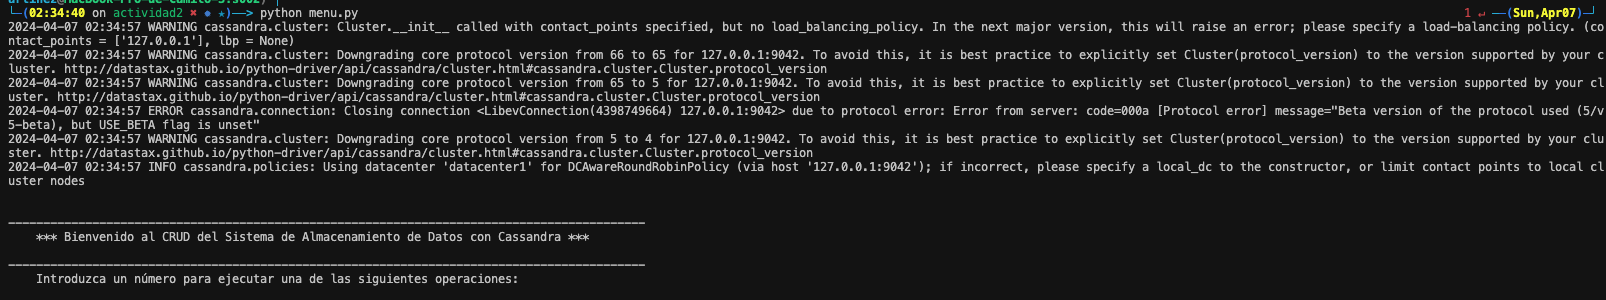 └─(02:34:40 on actividad2 ✖ ✹ ★)──> python menu.py 1 ↵ ──(Sun,Apr07)─┘
2024-04-07 02:34:57 WARNING cassandra.cluster: Cluster.__init__ called with contact_points specified, but no load_balancing_policy. In the next major version, this will raise an error; please specify a load-balancing policy. (co
ntact_points = ['127.0.0.1'], lbp = None)
2024-04-07 02:34:57 WARNING cassandra.cluster: Downgrading core protocol version from 66 to 65 for 127.0.0.1:9042. To avoid this, it is best practice to explicitly set Cluster(protocol_version) to the version supported by your c
luster. http://datastax.github.io/python-driver/api/cassandra/cluster.html#cassandra.cluster.Cluster.protocol_version
2024-04-07 02:34:57 WARNING cassandra.cluster: Downgrading core protocol version from 65 to 5 for 127.0.0.1:9042. To avoid this, it is best practice to explicitly set Cluster(protocol_version) to the version supported by your cl
uster. http://datastax.github.io/python-driver/api/cassandra/cluster.html#cassandra.cluster.Cluster.protocol_version
2024-04-07 02:34:57 ERROR cassandra.connection: Closing connection <LibevConnection(4398749664) 127.0.0.1:9042> due to protocol error: Error from server: code=000a [Protocol error] message="Beta version of the protocol used (5/v
5-beta), but USE_BETA flag is unset"
2024-04-07 02:34:57 WARNING cassandra.cluster: Downgrading core protocol version from 5 to 4 for 127.0.0.1:9042. To avoid this, it is best practice to explicitly set Cluster(protocol_version) to the version supported by your clu
ster. http://datastax.github.io/python-driver/api/cassandra/cluster.html#cassandra.cluster.Cluster.protocol_version
2024-04-07 02:34:57 INFO cassandra.policies: Using datacenter 'datacenter1' for DCAwareRoundRobinPolicy (via host '127.0.0.1:9042'); if incorrect, please specify a local_dc to the constructor, or limit contact points to local cl
uster nodes
*** Bienvenido al CRUD del Sistema de Almacenamiento de Datos con Cassandra ***
Introduzca un número para ejecutar una de las siguientes operaciones: